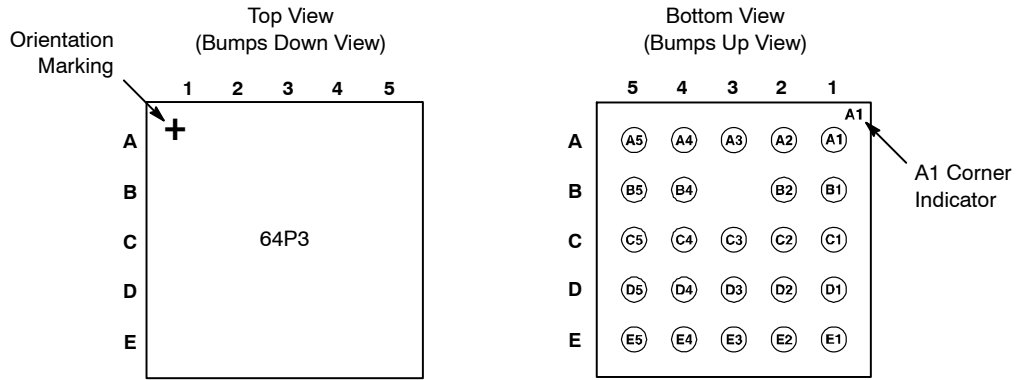 Top View
(Bumps Down View)
Orientation
Marking
1 2 3 4 5
A
B
C
D
E
64P3
Bottom View
(Bumps Up View)
5 4 3 2 1
A1
A A5 A4 A3 A2 A1
B B5 B4 B2 B1
C C5 C4 C3 C2 C1
D D5 D4 D3 D2 D1
E E5 E4 E3 E2 E1
A1 Corner
Indicator